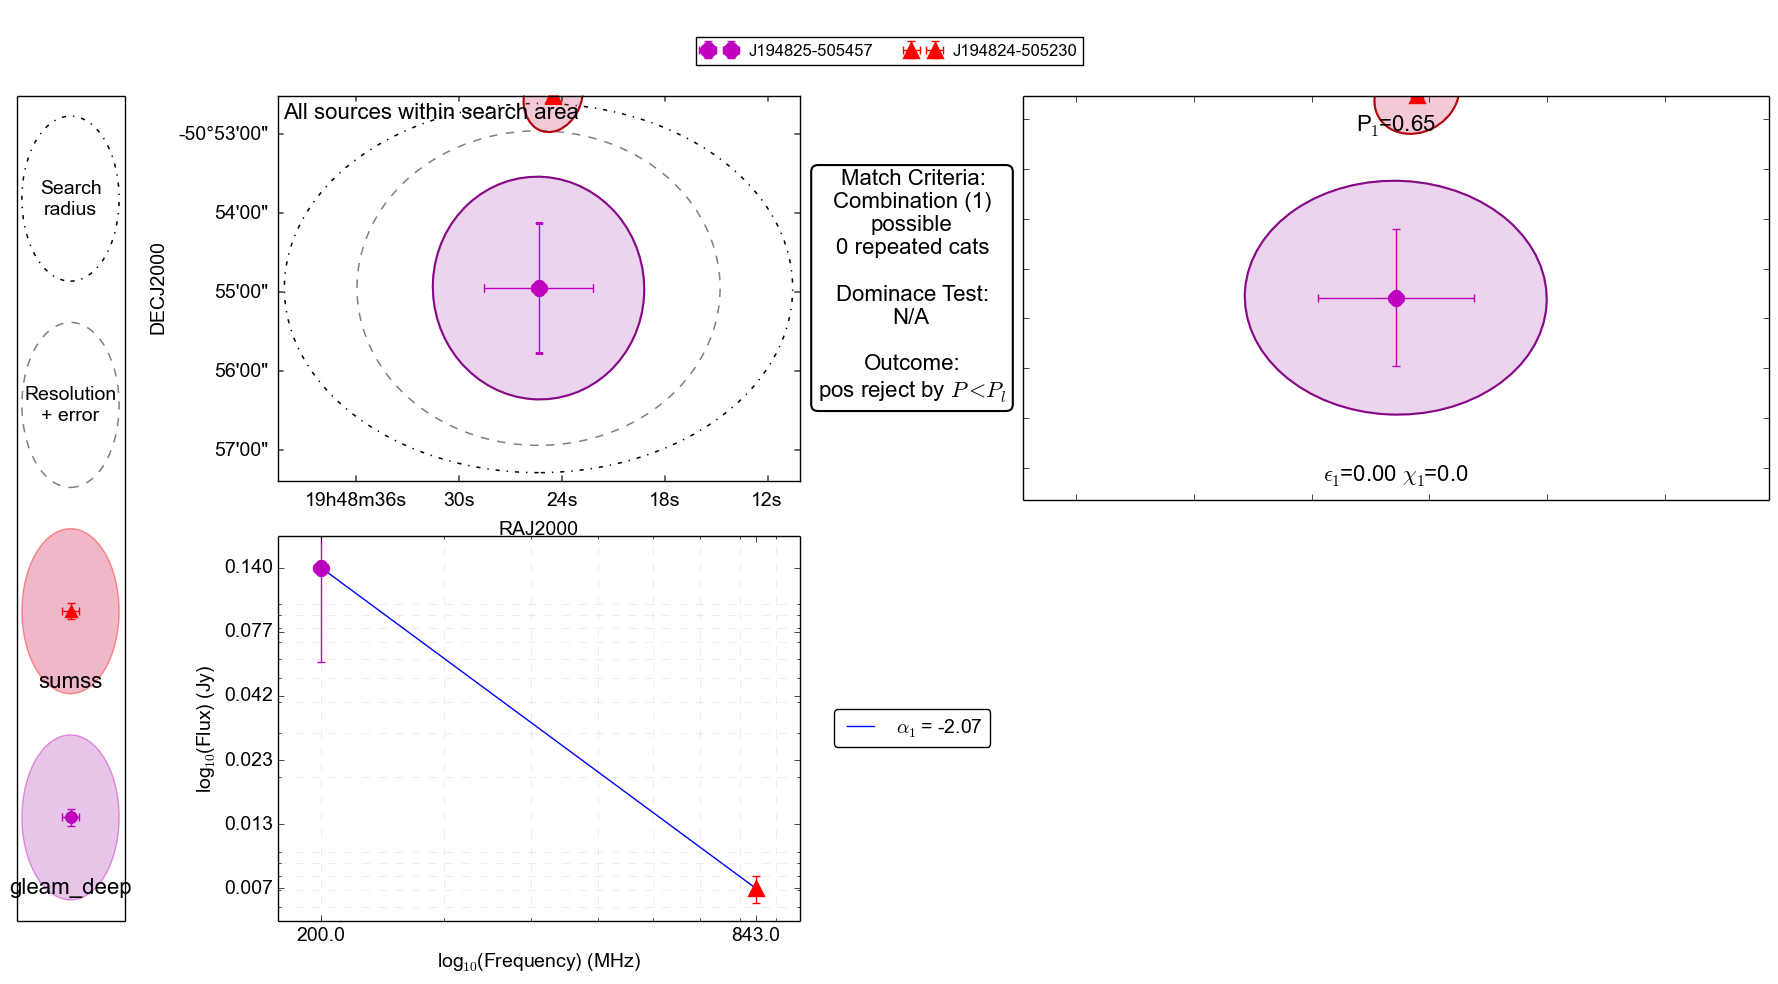 J194825-505457
J194824-505230
Search
radius
Resolution
+ error
sumss
gleam_deep
All sources within search area
DECJ2000
-50°53'00"
54'00"
55'00"
56'00"
57'00"
19h48m36s
30s
24s
18s
12s
RAJ2000
Match Criteria:
Combination (1)
possible
0 repeated cats
Dominace Test:
N/A
Outcome:
pos reject by P<P_l
P₁=0.65
ϵ₁=0.00 χ₁=0.0
log₁₀(Flux) (Jy)
0.140
0.077
0.042
0.023
0.013
0.007
200.0
843.0
log₁₀(Frequency) (MHz)
α₁ = -2.07